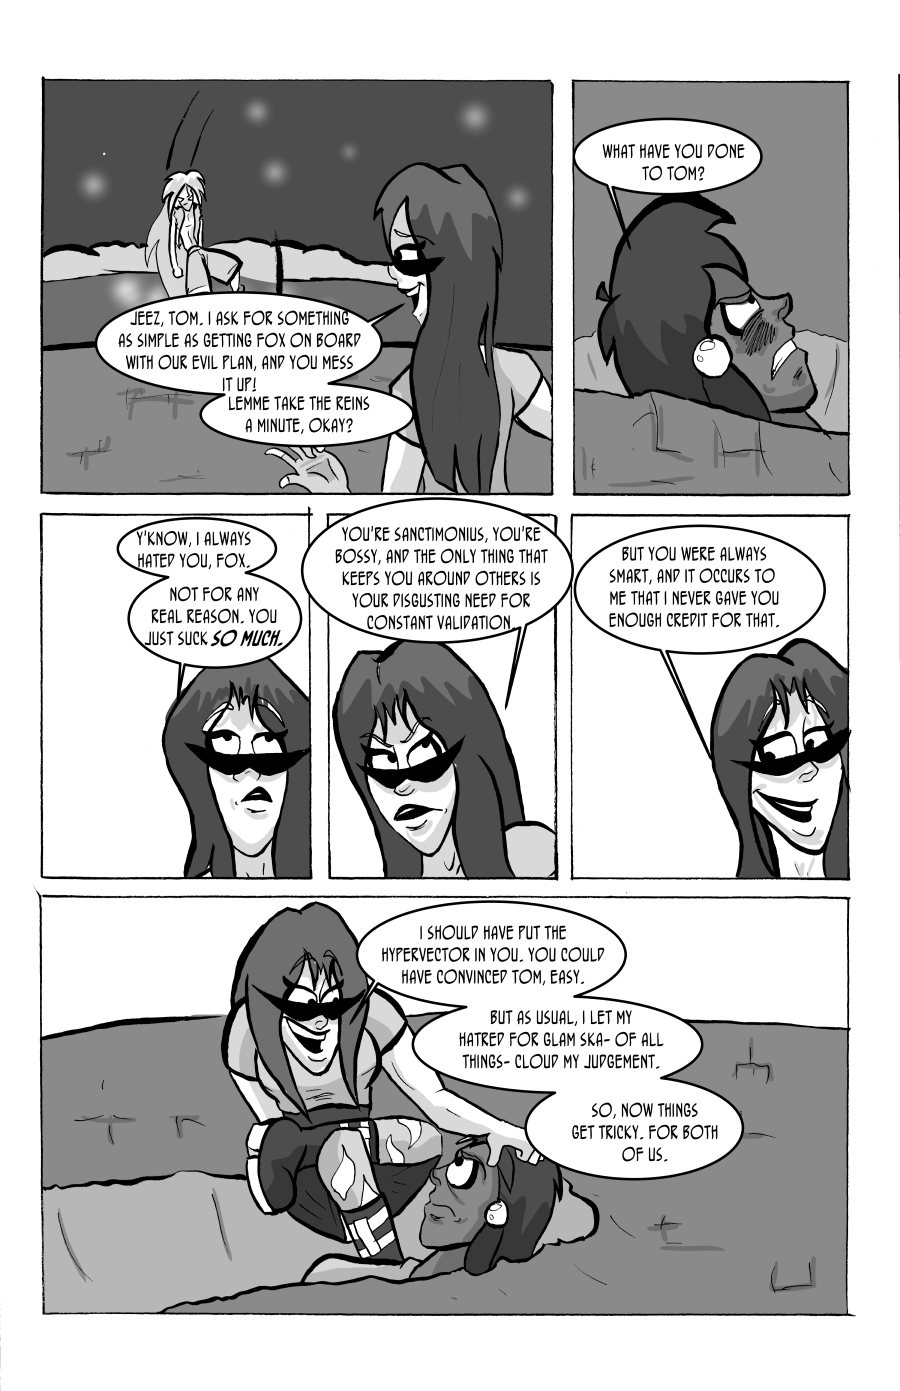 JEEZ, TOM. I ASK FOR SOMETHING
AS SIMPLE AS GETTING FOX ON BOARD
WITH OUR EVIL PLAN, AND YOU MESS
IT UP!
LEMME TAKE THE REINS
A MINUTE, OKAY?
WHAT HAVE YOU DONE
TO TOM?
Y'KNOW, I ALWAYS
HATED YOU, FOX.
NOT FOR ANY
REAL REASON. YOU
JUST SUCK SO MUCH.
YOU'RE SANCTIMONIUS, YOU'RE
BOSSY, AND THE ONLY THING THAT
KEEPS YOU AROUND OTHERS IS
YOUR DISGUSTING NEED FOR
CONSTANT VALIDATION.
BUT YOU WERE ALWAYS
SMART, AND IT OCCURS TO
ME THAT I NEVER GAVE YOU
ENOUGH CREDIT FOR THAT.
I SHOULD HAVE PUT THE
HYPERVECTOR IN YOU. YOU COULD
HAVE CONVINCED TOM, EASY.
BUT AS USUAL, I LET MY
HATRED FOR GLAM SKA- OF ALL
THINGS- CLOUD MY JUDGEMENT.
SO, NOW THINGS
GET TRICKY. FOR BOTH
OF US.